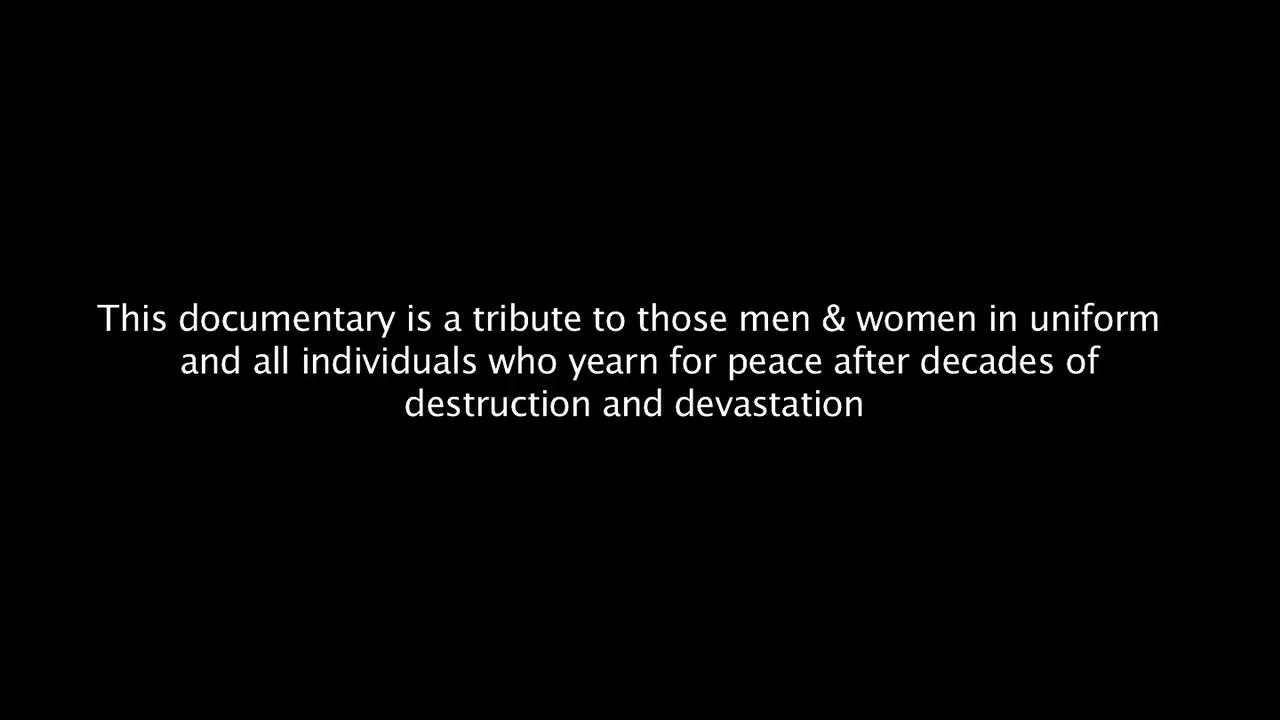 This documentary is a tribute to those men & women in uniform
and all individuals who yearn for peace after decades of
destruction and devastation